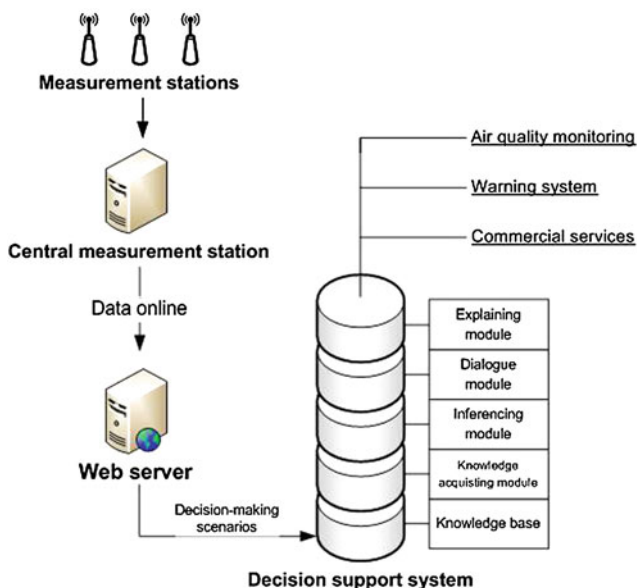 Measurement stations
Central measurement station
Data online
Web server
Decision-making
scenarios
Air quality monitoring
Warning system
Commercial services
Explaining
module
Dialogue
module
Inferencing
module
Knowledge
acquisting module
Knowledge base
Decision support system